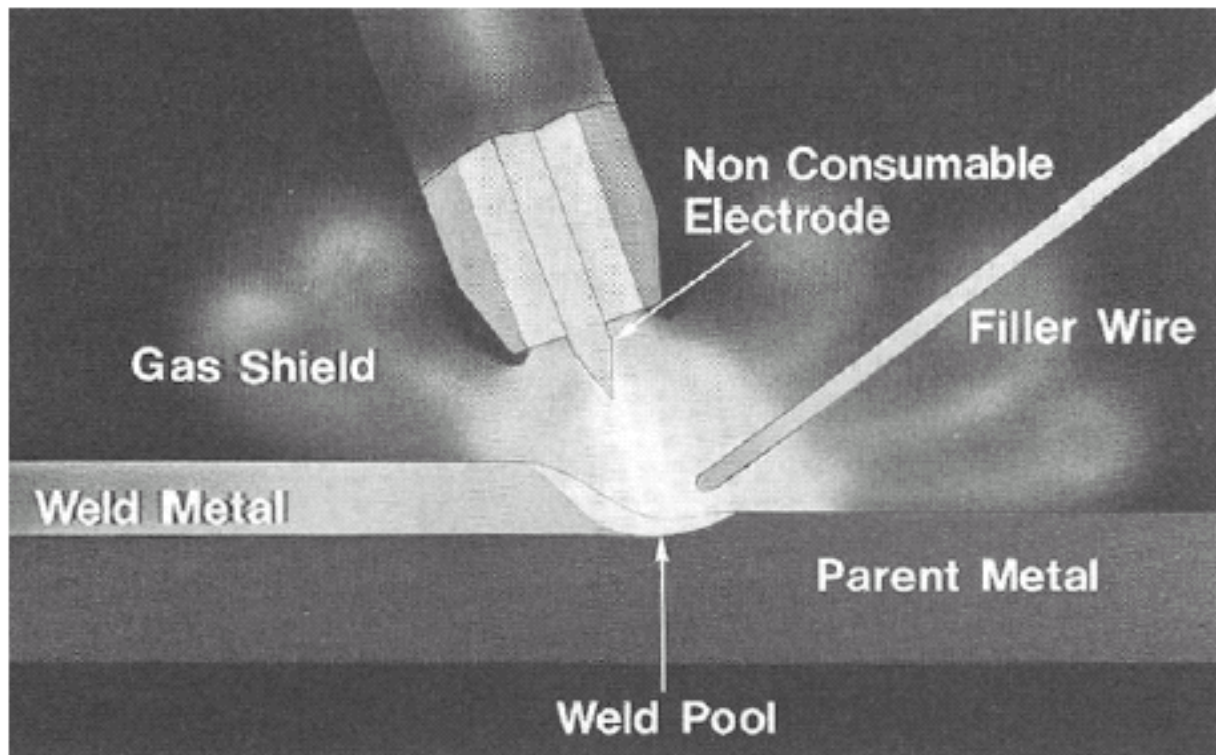 Non Consumable
Electrode
Filler Wire
Gas Shield
Weld Metal
Parent Metal
Weld Pool